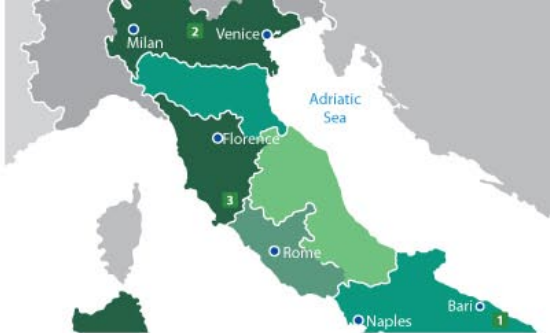 2
Venice
Milan
Adriatic
Sea
Florence
3
Rome
Bari
Naples
1